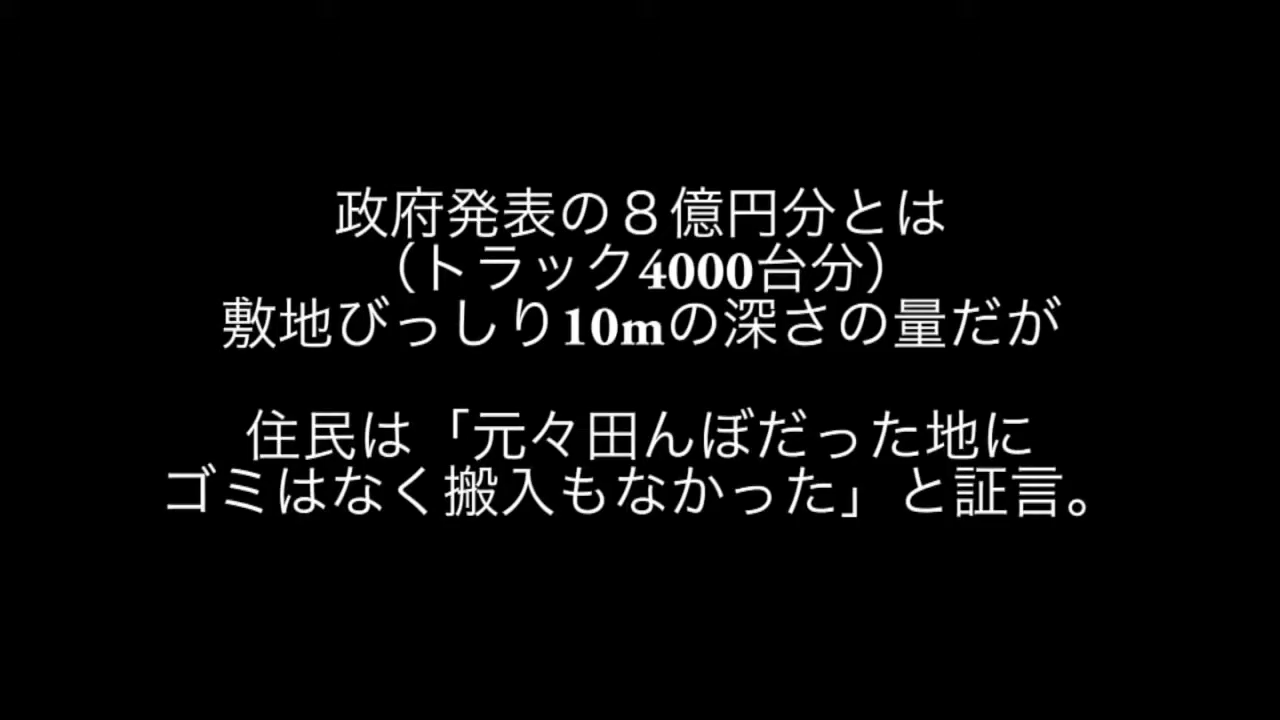 政府発表の８億円分とは
（トラック4000台分）
敷地びっしり10mの深さの量だが
住民は「元々田んぼだった地に
ゴミはなく搬入もなかった」と証言。